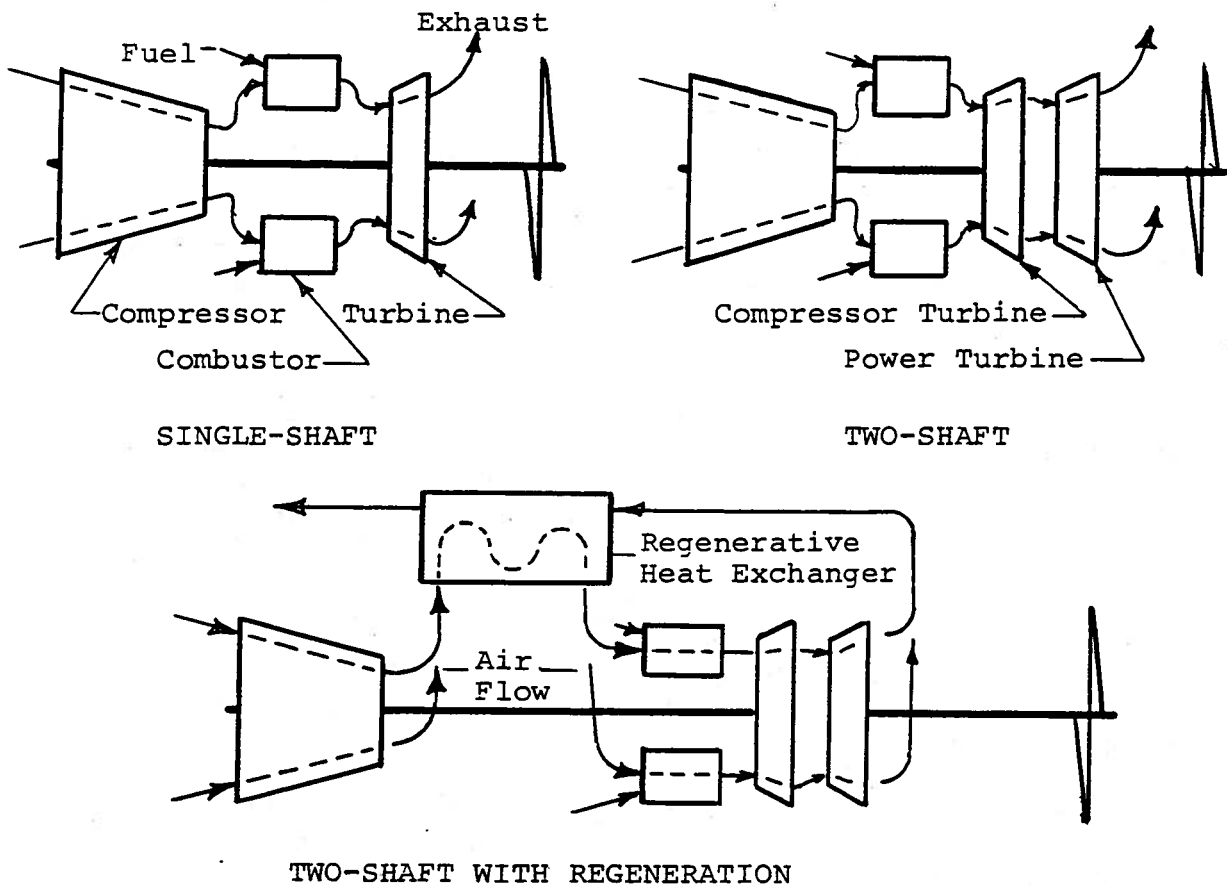 Exhaust
Fuel
Compressor
Turbine
Combustor
SINGLE-SHAFT
Compressor Turbine
Power Turbine
TWO-SHAFT
Regenerative
Heat Exchanger
Air
Flow
TWO-SHAFT WITH REGENERATION